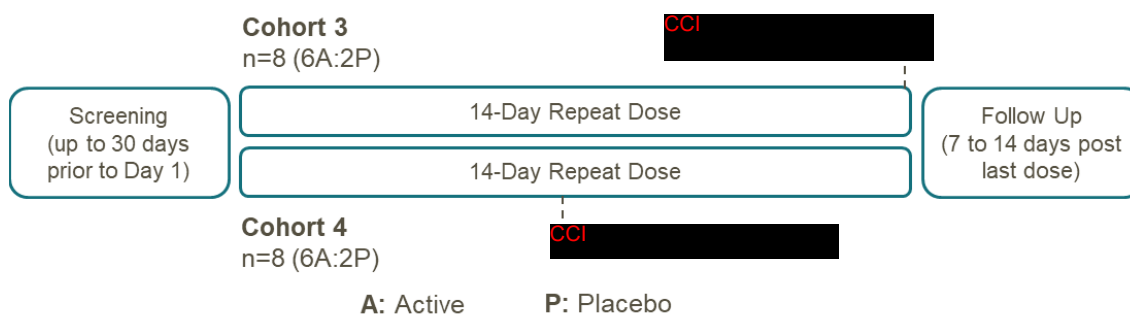 Cohort 3
n=8 (6A:2P)
CCI
Screening
(up to 30 days
prior to Day 1)
14-Day Repeat Dose
14-Day Repeat Dose
Follow Up
(7 to 14 days post
last dose)
Cohort 4
n=8 (6A:2P)
CCI
A: Active P: Placebo